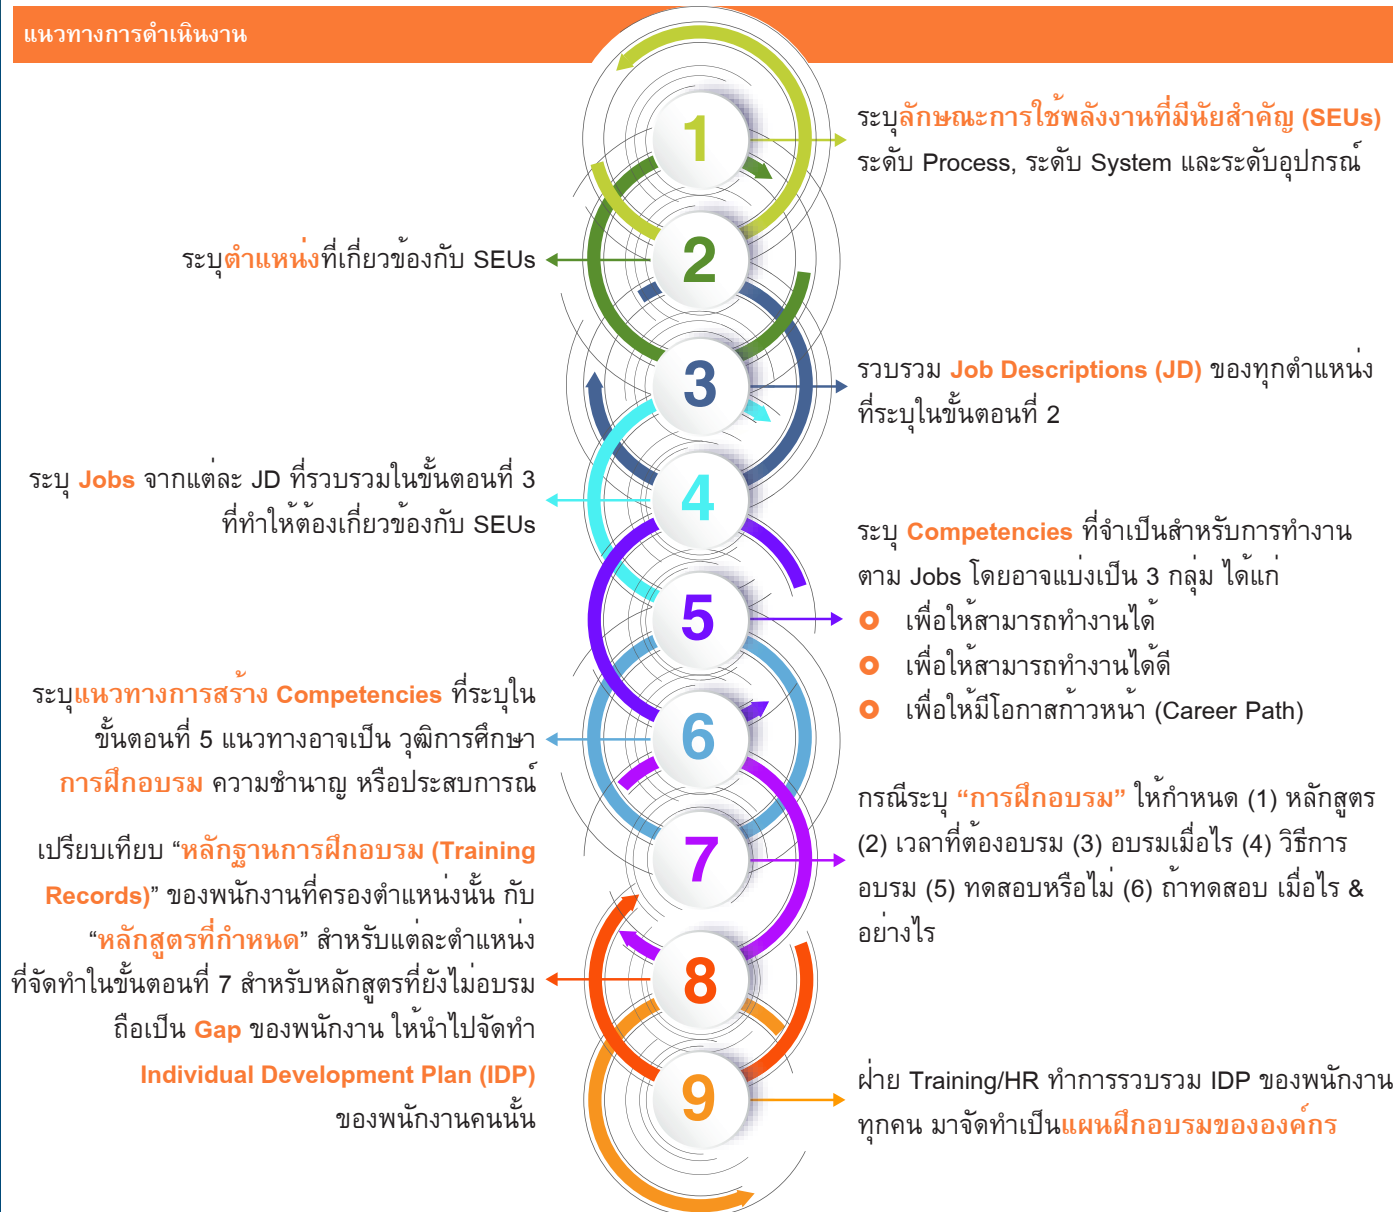 แนวทางการดำเนินงาน
1
ระบุลักษณะการใช้พลังงานที่มีนัยสำคัญ (SEUs)
ระดับ Process, ระดับ System และระดับอุปกรณ์
2
ระบุตำแหน่งที่เกี่ยวข้องกับ SEUs
3
รวบรวม Job Descriptions (JD) ของทุกตำแหน่ง
ที่ระบุในขั้นตอนที่ 2
4
ระบุ Jobs จากแต่ละ JD ที่รวบรวมในขั้นตอนที่ 3
ที่ทำให้ต้องเกี่ยวข้องกับ SEUs
5
ระบุ Competencies ที่จำเป็นสำหรับการทำงาน
ตาม Jobs โดยอาจแบ่งเป็น 3 กลุ่ม ได้แก่
เพื่อให้สามารถทำงานได้
เพื่อให้สามารถทำงานได้ดี
เพื่อให้มีโอกาสก้าวหน้า (Career Path)
6
ระบุแนวทางการสร้าง Competencies ที่ระบุใน
ขั้นตอนที่ 5 แนวทางอาจเป็น วุฒิการศึกษา
การฝึกอบรม ความชำนาญ หรือประสบการณ์
7
กรณีระบุ “การฝึกอบรม” ให้กำหนด (1) หลักสูตร
(2) เวลาที่ต้องอบรม (3) อบรมเมื่อไร (4) วิธีการ
อบรม (5) ทดสอบหรือไม่ (6) ถ้าทดสอบ เมื่อไร &
อย่างไร
8
เปรียบเทียบ “หลักฐานการฝึกอบรม (Training
Records)” ของพนักงานที่ครองตำแหน่งนั้น กับ
“หลักสูตรที่กำหนด” สำหรับแต่ละตำแหน่ง
ที่จัดทำในขั้นตอนที่ 7 สำหรับหลักสูตรที่ยังไม่อบรม
ถือเป็น Gap ของพนักงาน ให้นำไปจัดทำ
Individual Development Plan (IDP)
ของพนักงานคนนั้น
9
ฝ่าย Training/HR ทำการรวบรวม IDP ของพนักงาน
ทุกคน มาจัดทำเป็นแผนฝึกอบรมขององค์กร